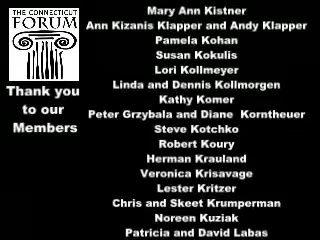 THE CONNECTICUT
FORUM
Thank you
to our
Members
Mary Ann Kistner
Ann Kizanis Klapper and Andy Klapper
Pamela Kohan
Susan Kokulis
Lori Kollmeyer
Linda and Dennis Kollmorgen
Kathy Komer
Peter Grzybala and Diane Korntheuer
Steve Kotchko
Robert Koury
Herman Krauland
Veronica Krisavage
Lester Kritzer
Chris and Skeet Krumperman
Noreen Kuziak
Patricia and David Labas